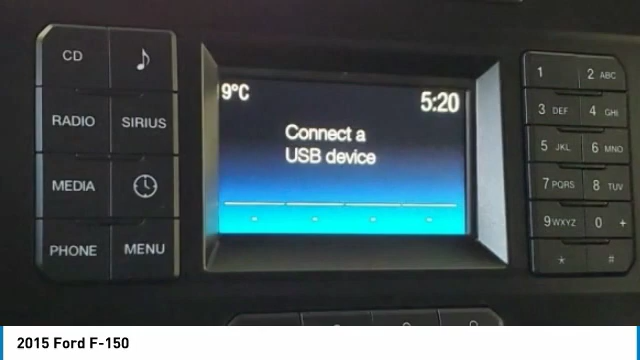 CD
RADIO SIRIUS
MEDIA
PHONE MENU
9°C 5:20
Connect a
USB device
1 2 ABC
3 DEF 4 GHI
5 JKL 6 MNO
7 PQRS 8 TUV
9 WXYZ 0 +
* #
2015 Ford F-150